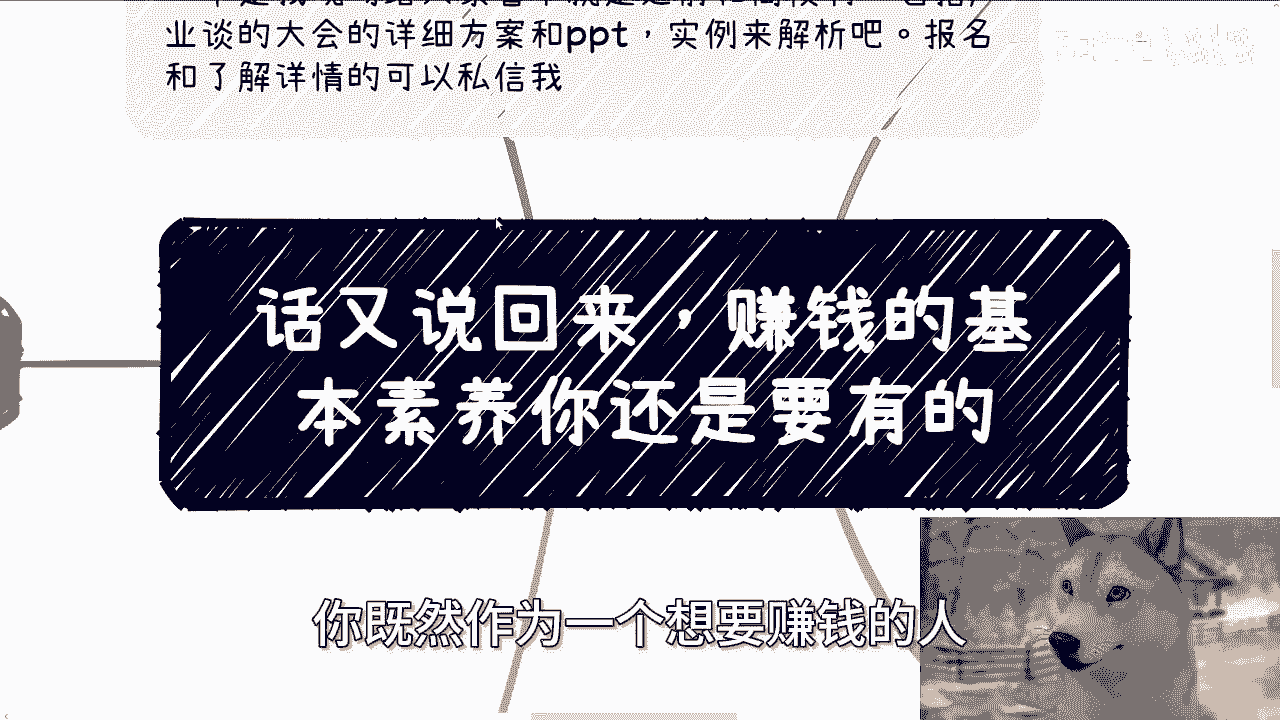 业谈的大会的详细方案和ppt，实例来解析吧。报名
和了解详情的可以私信我
话又说回来，赚钱的基
本素养你还是要有的
你既然作为一个想要赚钱的人